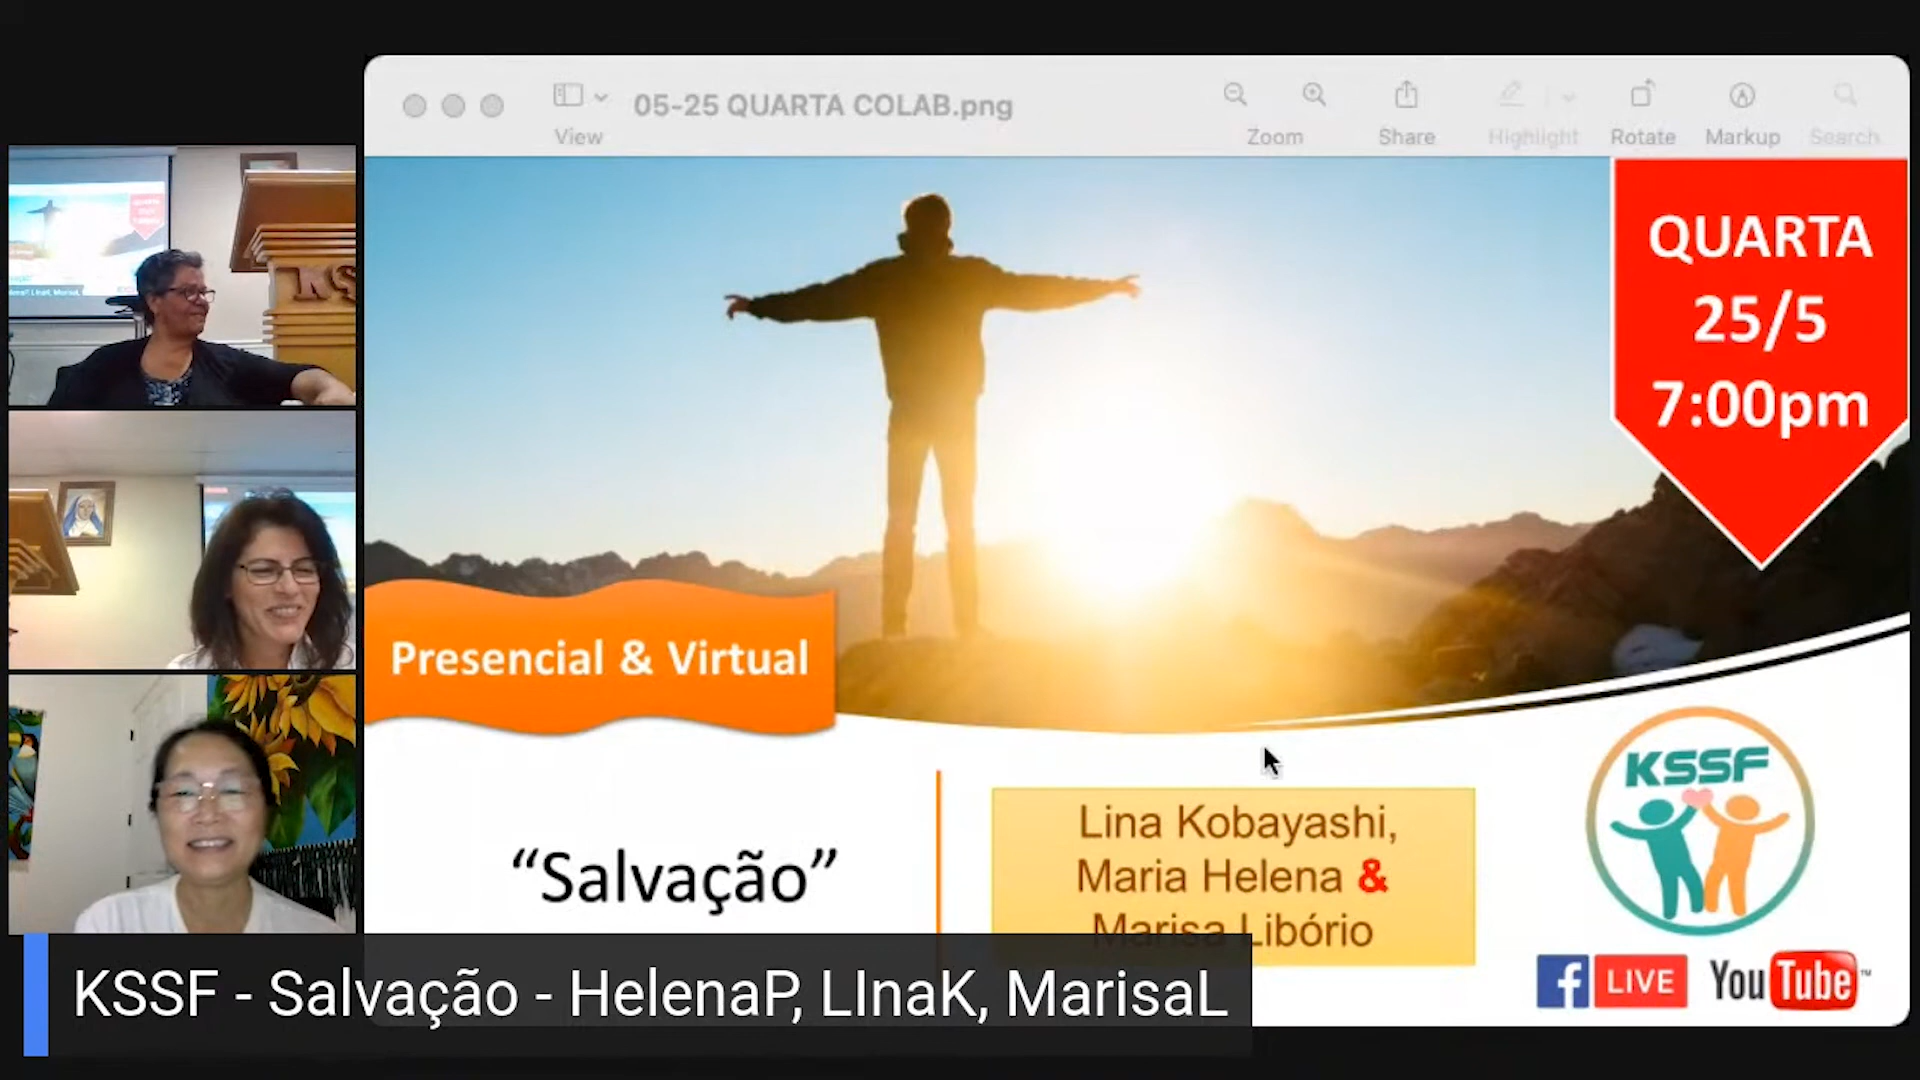 05-25 QUARTA COLAB.png
View
Zoom
Share
Highlight
Rotate
Markup
Search
QUARTA
25/5
7:00pm
Presencial & Virtual
“Salvação”
Lina Kobayashi,
Maria Helena &
Marisa Libório
KSSF
LIVE
YouTube
KSSF - Salvação - HelenaP, LInaK, MarisaL